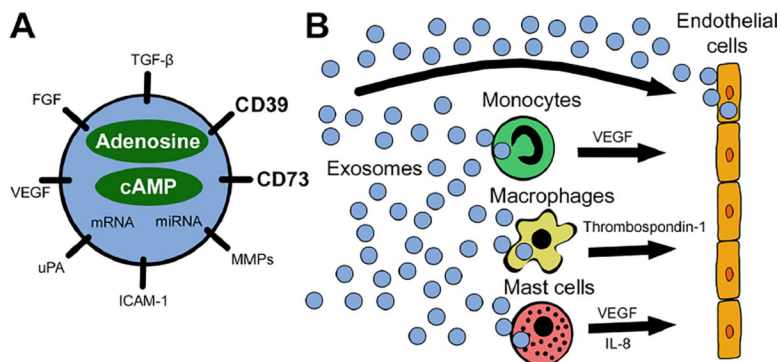 A
TGF-β
FGF
CD39
Adenosine
VEGF
cAMP
CD73
mRNA miRNA
uPA
MMPs
ICAM-1
B
Endothelial
cells
Monocytes
VEGF
Exosomes
Macrophages
Thrombospondin-1
Mast cells
VEGF
IL-8